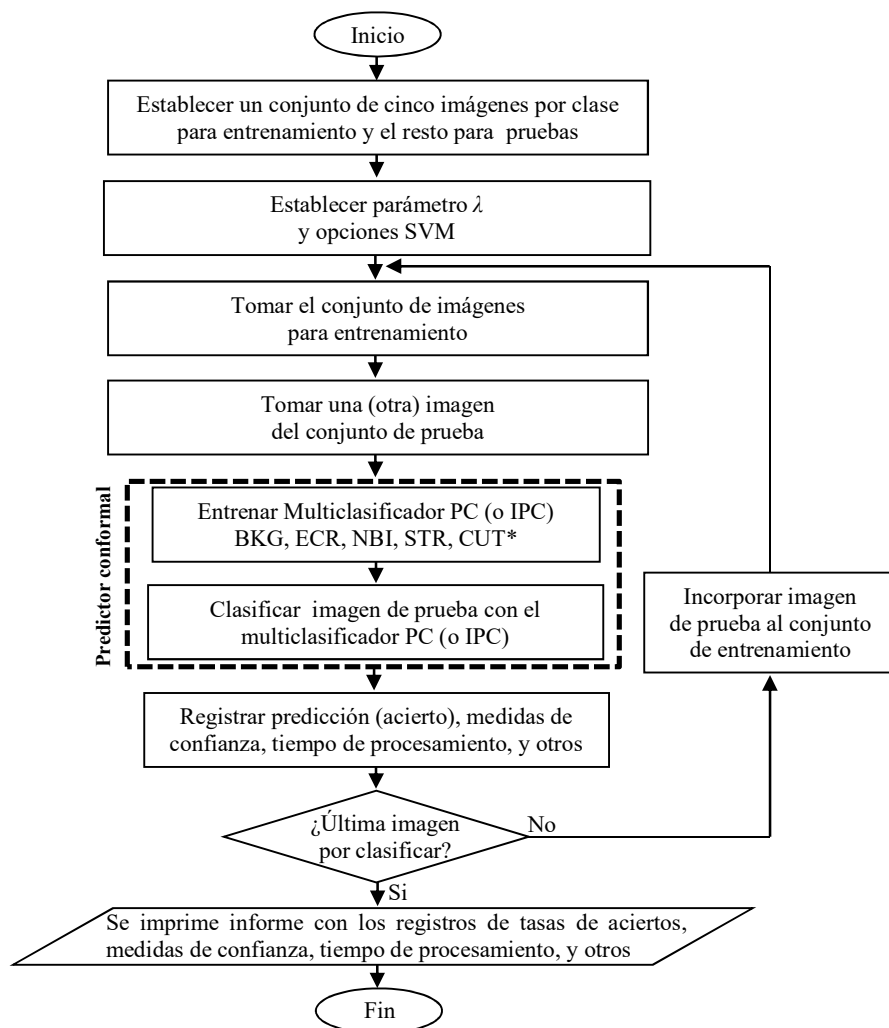 Inicio
Establecer un conjunto de cinco imágenes por clase
para entrenamiento y el resto para pruebas
Establecer parámetro λ
y opciones SVM
Tomar el conjunto de imágenes
para entrenamiento
Tomar una (otra) imagen
del conjunto de prueba
Predictor conformal
Entrenar Multiclasificador PC (o IPC)
BKG, ECR, NBI, STR, CUT*
Clasificar imagen de prueba con el
multiclasificador PC (o IPC)
Incorporar imagen
de prueba al conjunto
de entrenamiento
Registrar predicción (acierto), medidas de
confianza, tiempo de procesamiento, y otros
¿Última imagen
por clasificar?
No
Si
Se imprime informe con los registros de tasas de aciertos,
medidas de confianza, tiempo de procesamiento, y otros
Fin